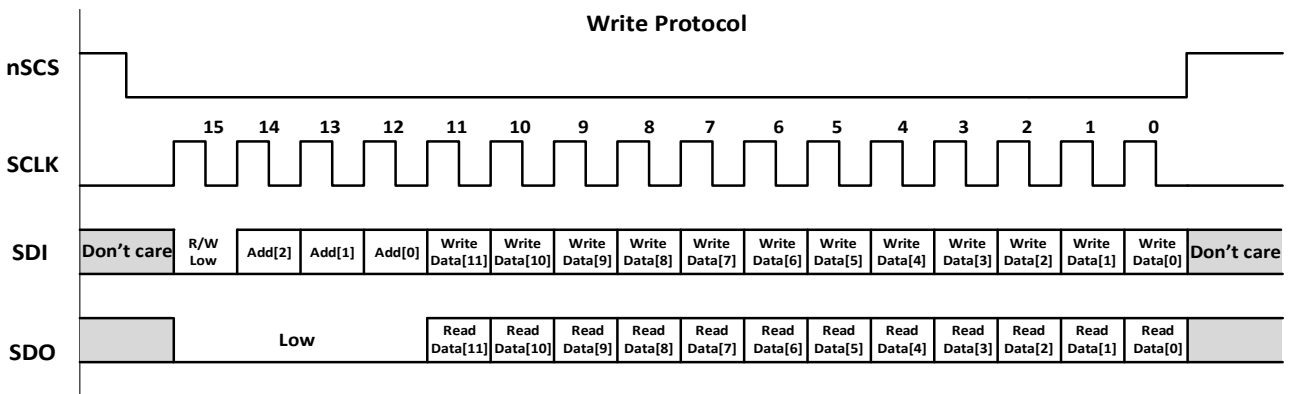 Write Protocol
nSCS
15 14 13 12 11 10 9 8 7 6 5 4 3 2 1 0
SCLK
SDI
Don't care
R/W
Low
Add[2]
Add[1]
Add[0]
Write
Data[11]
Write
Data[10]
Write
Data[9]
Write
Data[8]
Write
Data[7]
Write
Data[6]
Write
Data[5]
Write
Data[4]
Write
Data[3]
Write
Data[2]
Write
Data[1]
Write
Data[0]
Don't care
SDO
Low
Read
Data[11]
Read
Data[10]
Read
Data[9]
Read
Data[8]
Read
Data[7]
Read
Data[6]
Read
Data[5]
Read
Data[4]
Read
Data[3]
Read
Data[2]
Read
Data[1]
Read
Data[0]